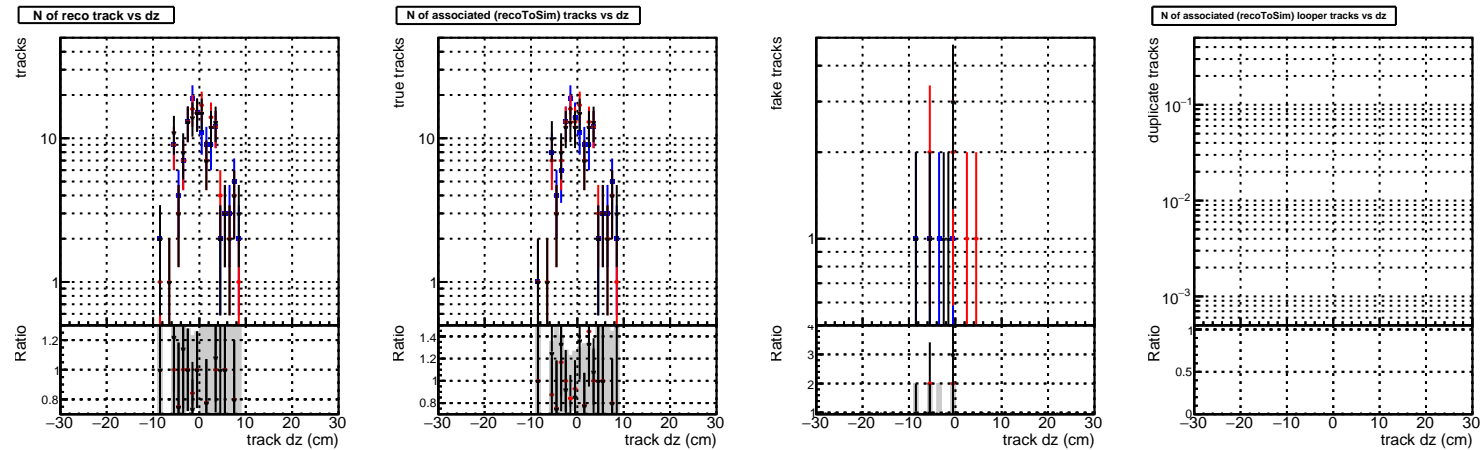 N of reco track vs dz
tracks
10
1
Ratio
1.2
1
0.8
−30 −20 −10 0 10 20 30
track dz (cm)
N of associated (recoToSim) tracks vs dz
true tracks
10
1
Ratio
1.4
1.2
1
0.8
−30 −20 −10 0 10 20 30
track dz (cm)
fake tracks
1
Ratio
4
3
2
1
−30 −20 −10 0 10 20 30
track dz (cm)
N of associated (recoToSim) looper tracks vs dz
duplicate tracks
10−1
10−2
10−3
Ratio
1
0.5
0
−30 −20 −10 0 10 20 30
track dz (cm)